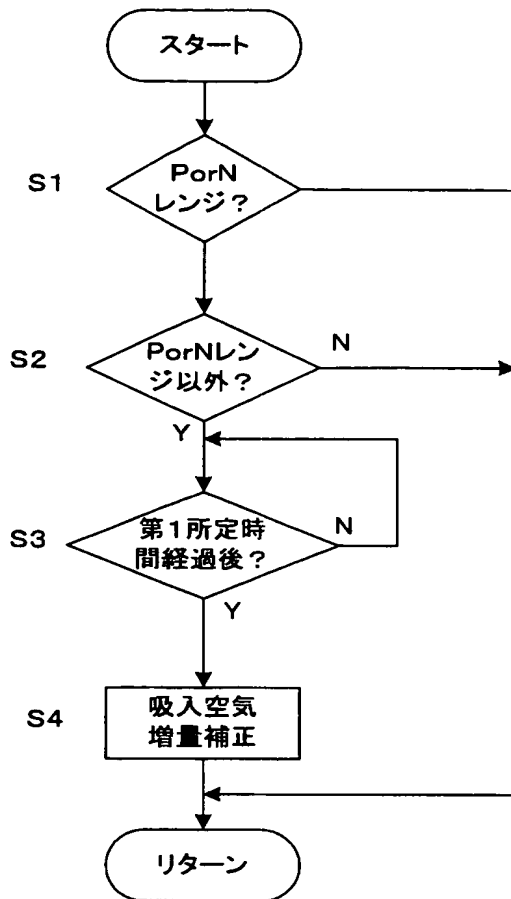 スタート
S1
PorN
レンジ？
S2
PorNレン
ジ以外？
N
Y
S3
第1所定時
間経過後？
N
Y
S4
吸入空気
増量補正
リターン